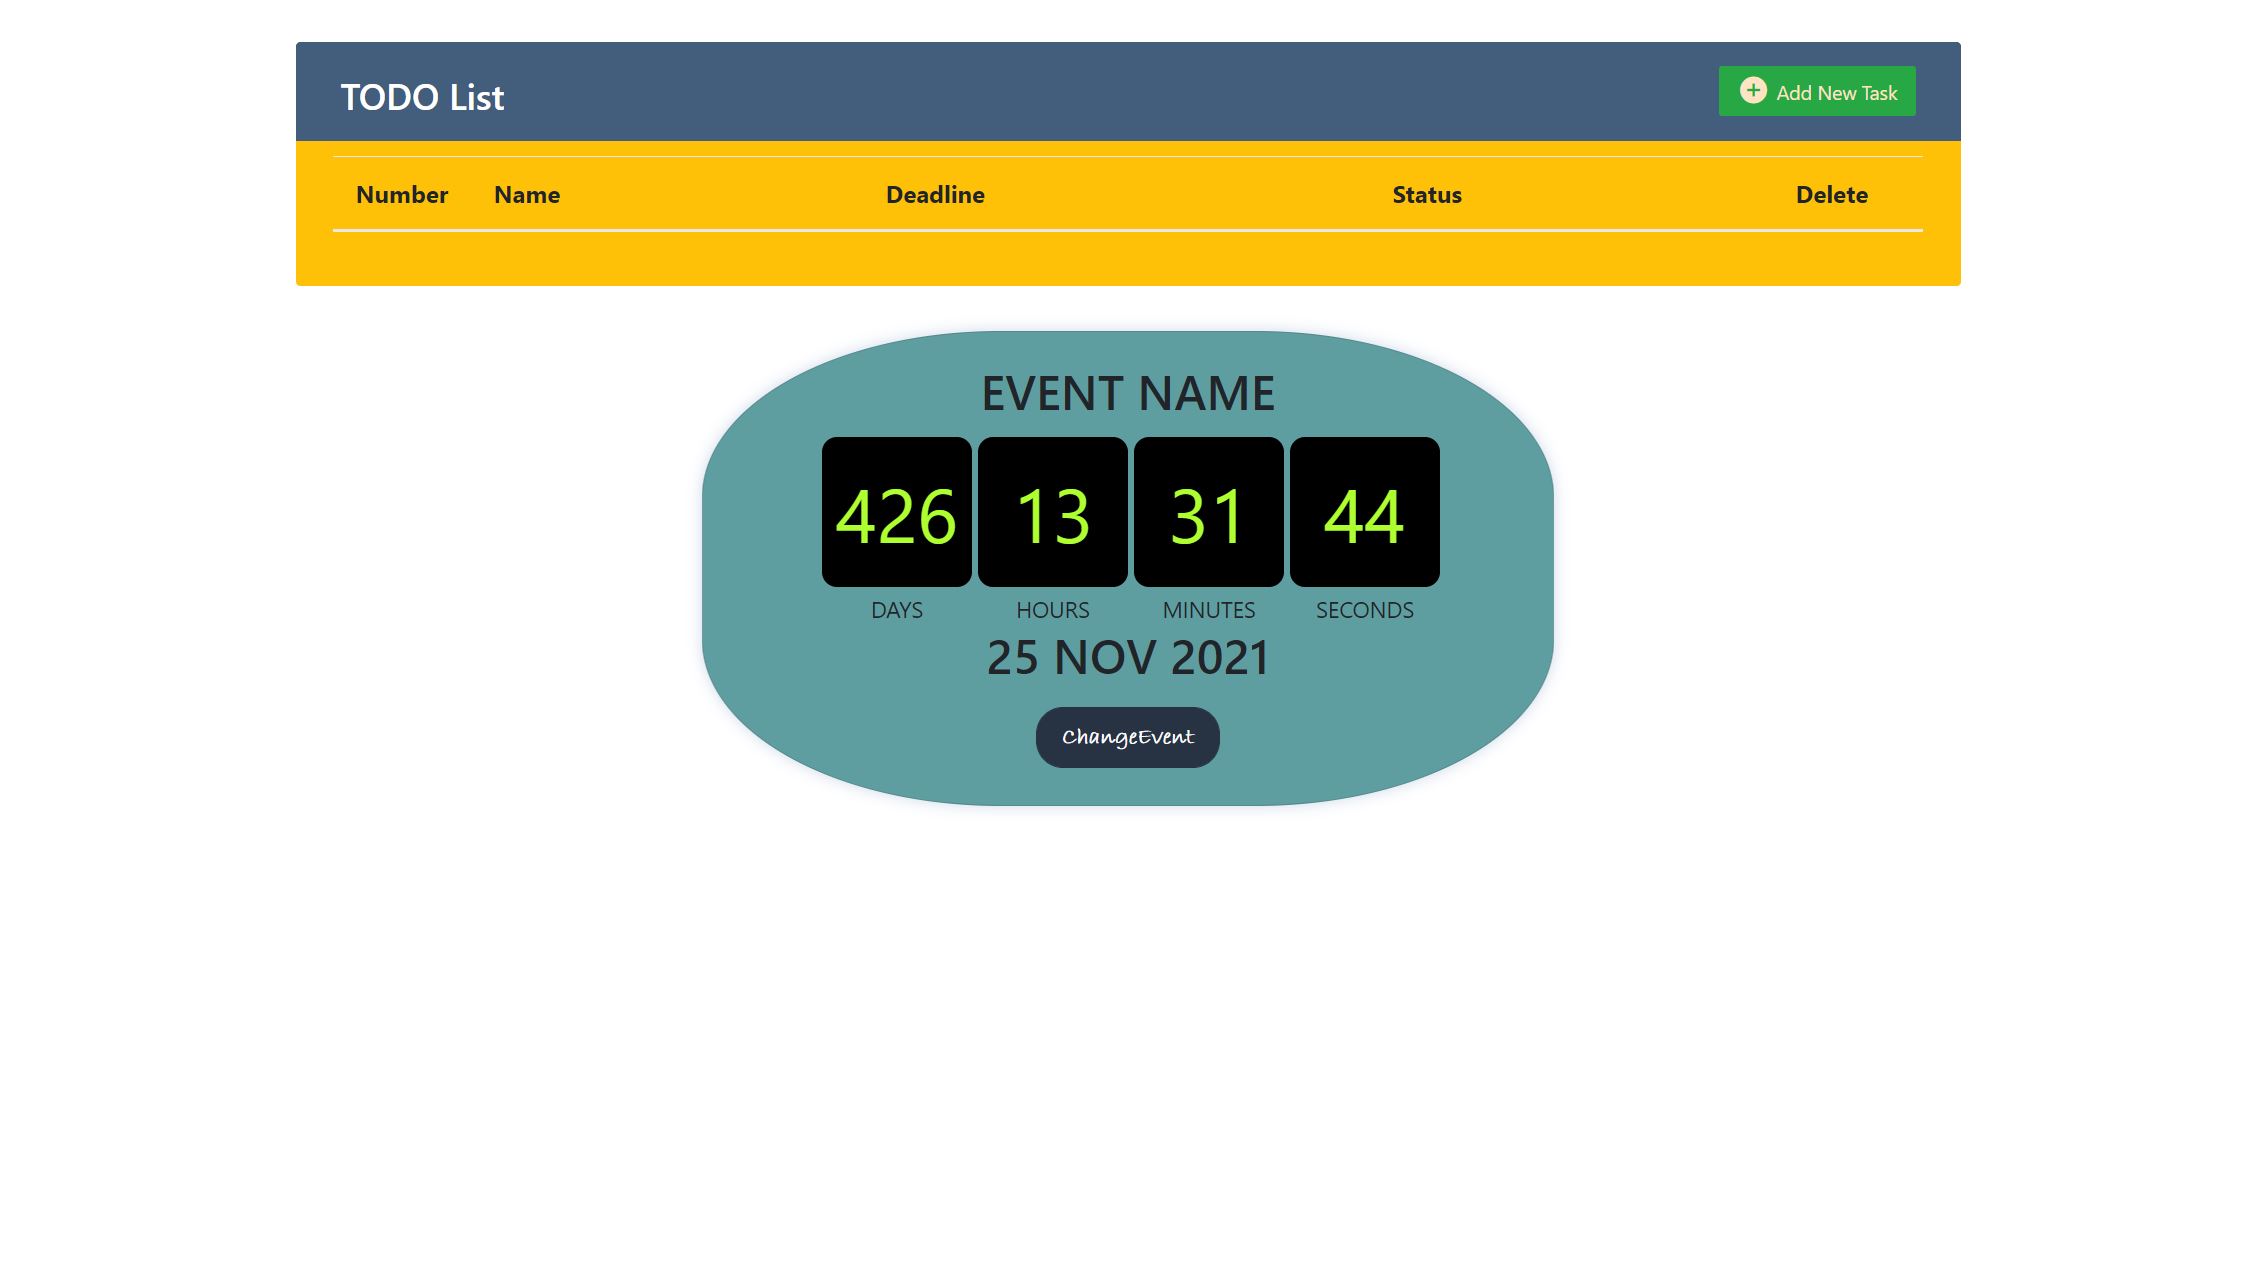 TODO List
Add New Task
Number Name Deadline Status Delete
EVENT NAME
426 13 31 44
DAYS HOURS MINUTES SECONDS
25 NOV 2021
ChangeEvent